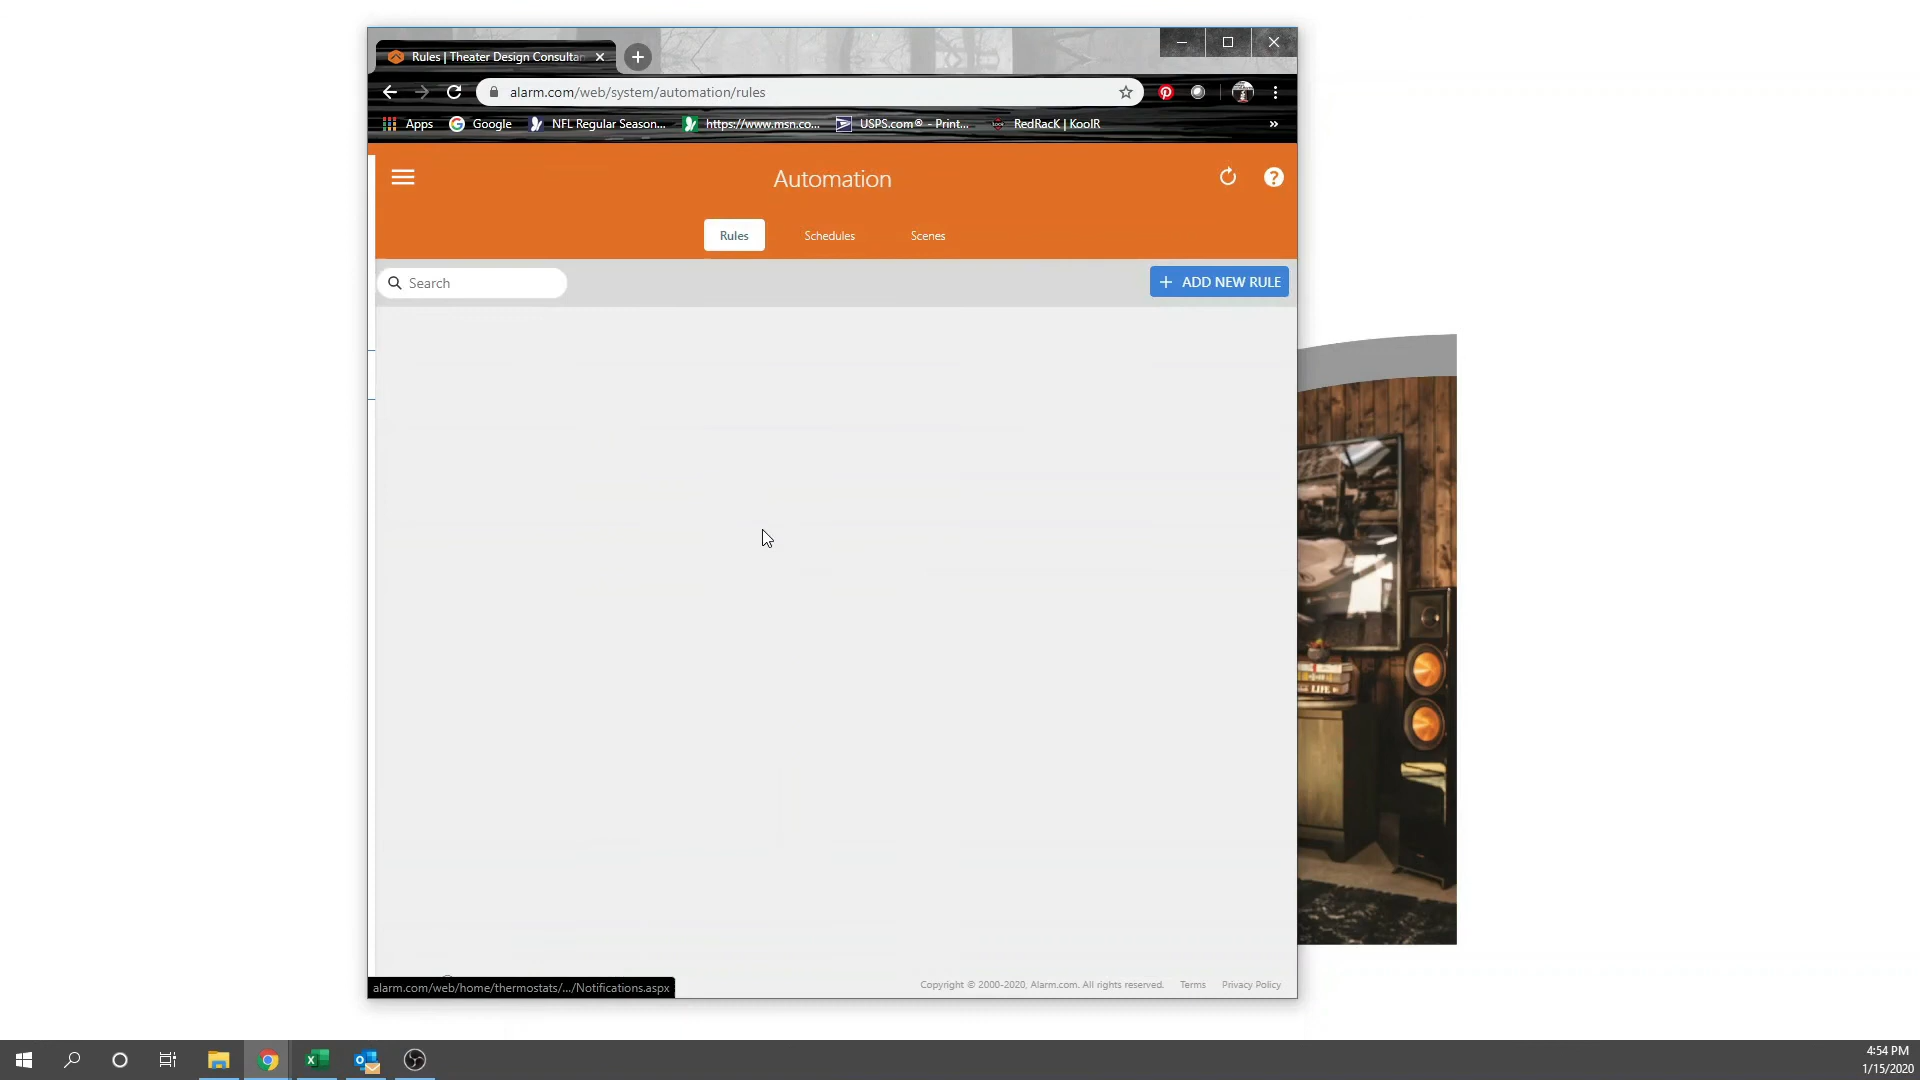 Rules | Theater Design Consultan
alarm.com/web/system/automation/rules
Apps
Google
NFL Regular Season...
https://www.msn.co...
USPS.com® - Print...
RedRacK | KoolR
»
Automation
Rules
Schedules
Scenes
Search
+ ADD NEW RULE
LIFE
alarm.com/web/home/thermostats/.../Notifications.aspx
Copyright © 2000-2020, Alarm.com. All rights reserved.
Terms
Privacy Policy
4:54 PM
1/15/2020